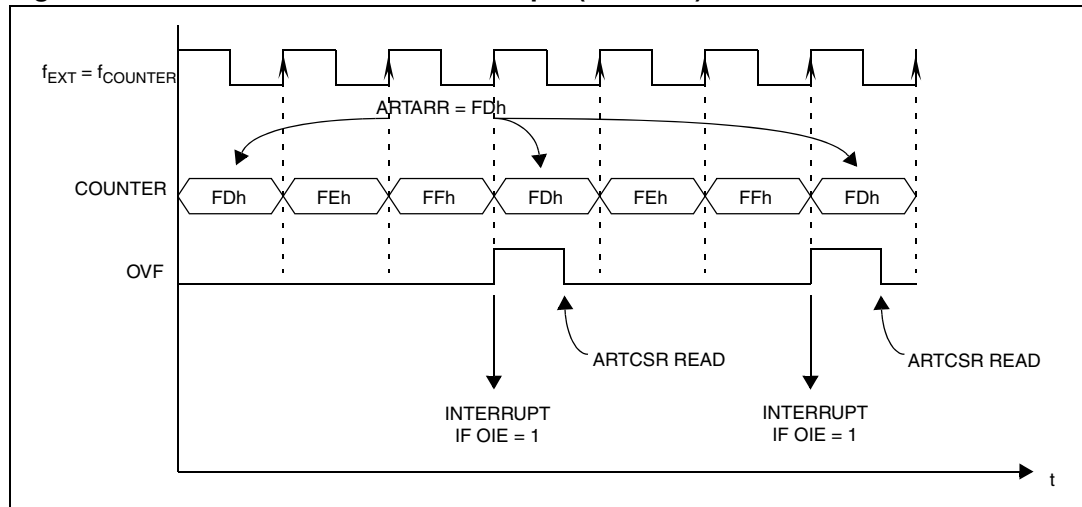 fEXT = fCOUNTER
ARTARR = FDh
COUNTER
FDh
FEh
FFh
FDh
FEh
FFh
FDh
OVF
ARTCSR READ
ARTCSR READ
INTERRUPT
IF OIE = 1
INTERRUPT
IF OIE = 1
t